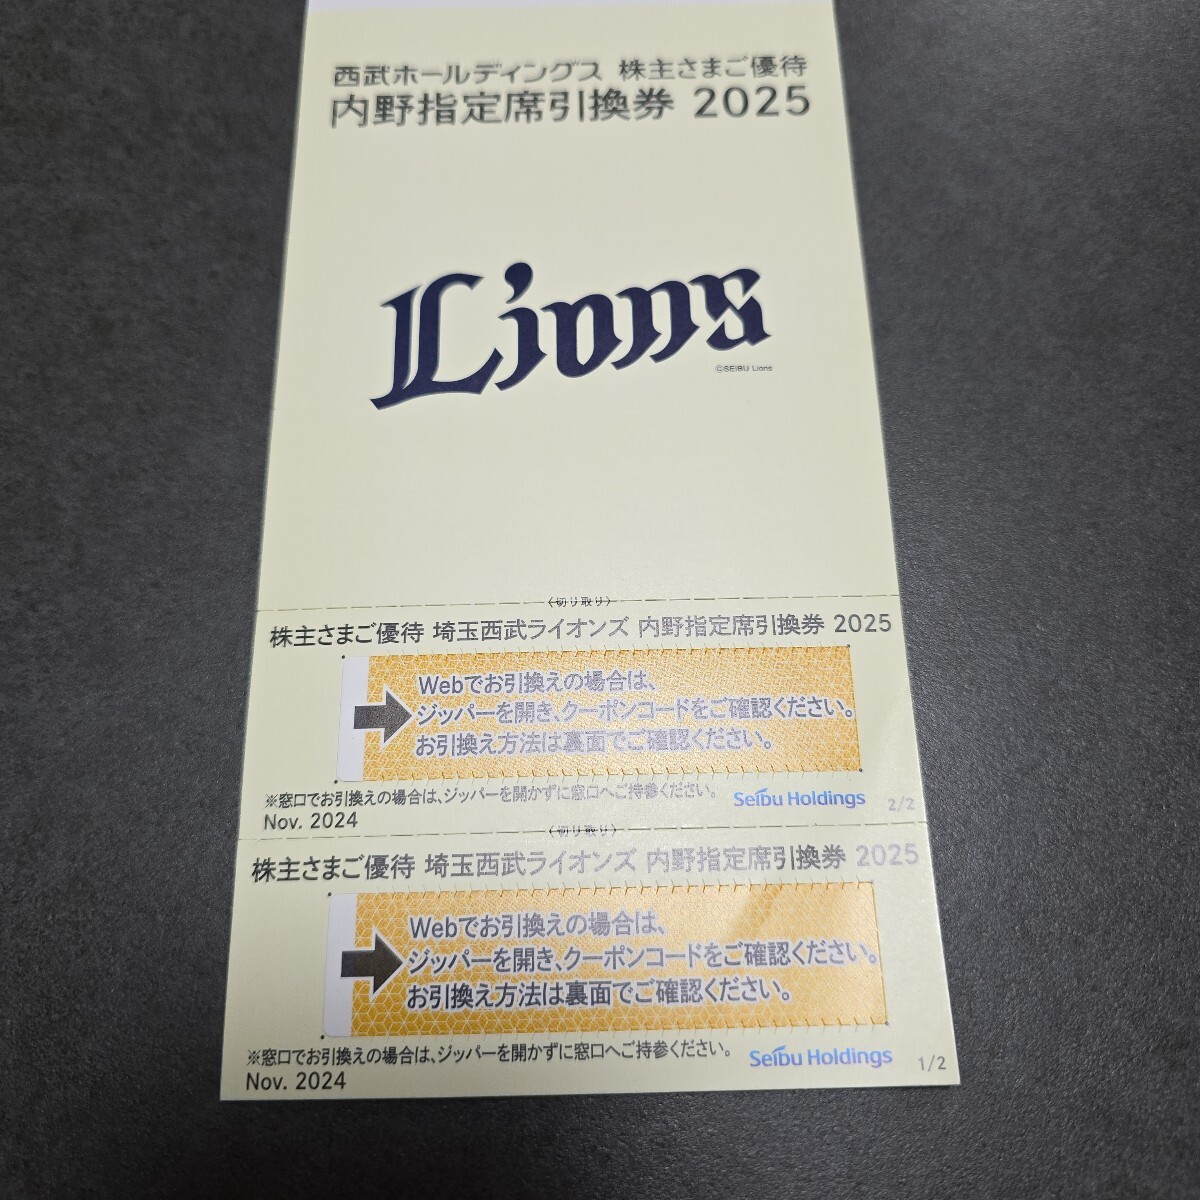 西武ホールディングス 株主さまご優待
内野指定席引換券 2025
Lions
©SEIBU Lions
〈切り取り〉
株主さまご優待 埼玉西武ライオンズ 内野指定席引換券 2025
Webでお引換えの場合は、
ジッパーを開き、クーポンコードをご確認ください。
お引換え方法は裏面でご確認ください。
※窓口でお引換えの場合は、ジッパーを開かずに窓口へご持参ください。
Seibu Holdings 2/2
Nov. 2024
〈切り取り〉
株主さまご優待 埼玉西武ライオンズ 内野指定席引換券 2025
Webでお引換えの場合は、
ジッパーを開き、クーポンコードをご確認ください。
お引換え方法は裏面でご確認ください。
※窓口でお引換えの場合は、ジッパーを開かずに窓口へご持参ください。
Seibu Holdings 1/2
Nov. 2024